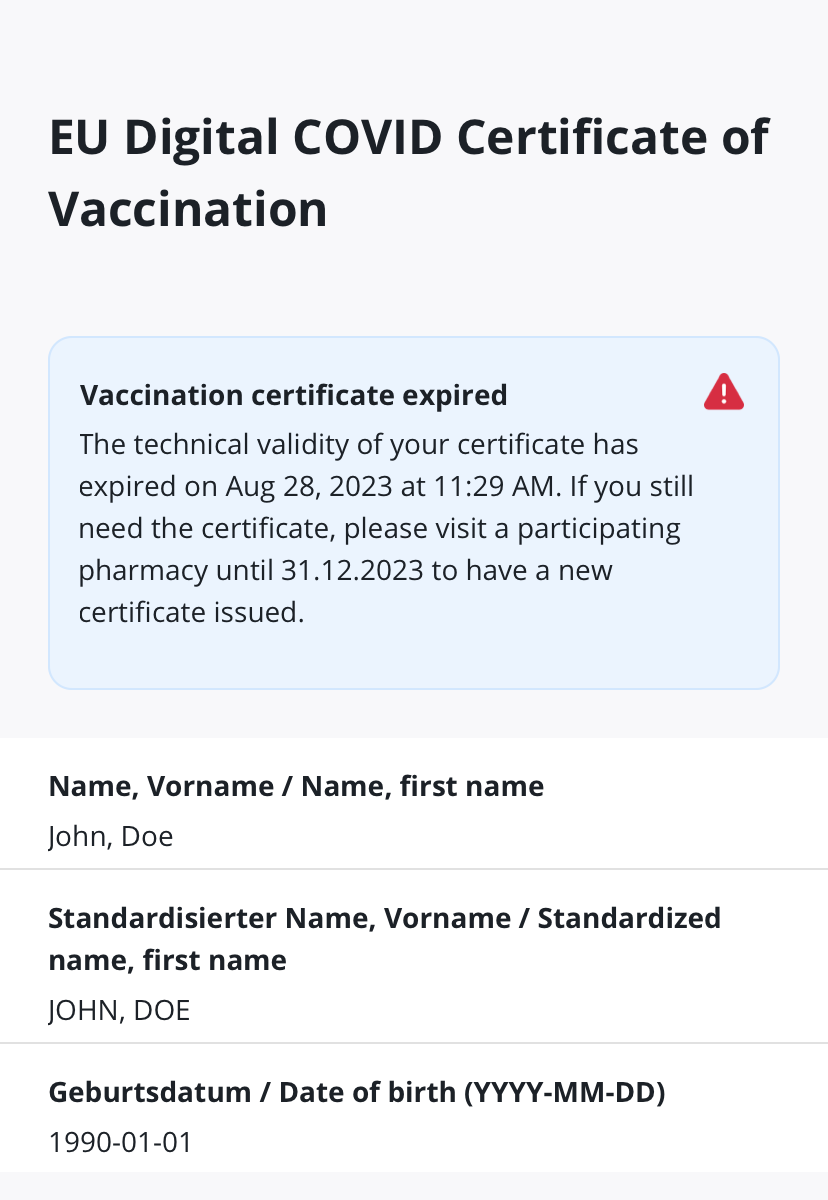 EU Digital COVID Certificate of
Vaccination
Vaccination certificate expired
The technical validity of your certificate has
expired on Aug 28, 2023 at 11:29 AM. If you still
need the certificate, please visit a participating
pharmacy until 31.12.2023 to have a new
certificate issued.
Name, Vorname / Name, first name
John, Doe
Standardisierter Name, Vorname / Standardized
name, first name
JOHN, DOE
Geburtsdatum / Date of birth (YYYY-MM-DD)
1990-01-01